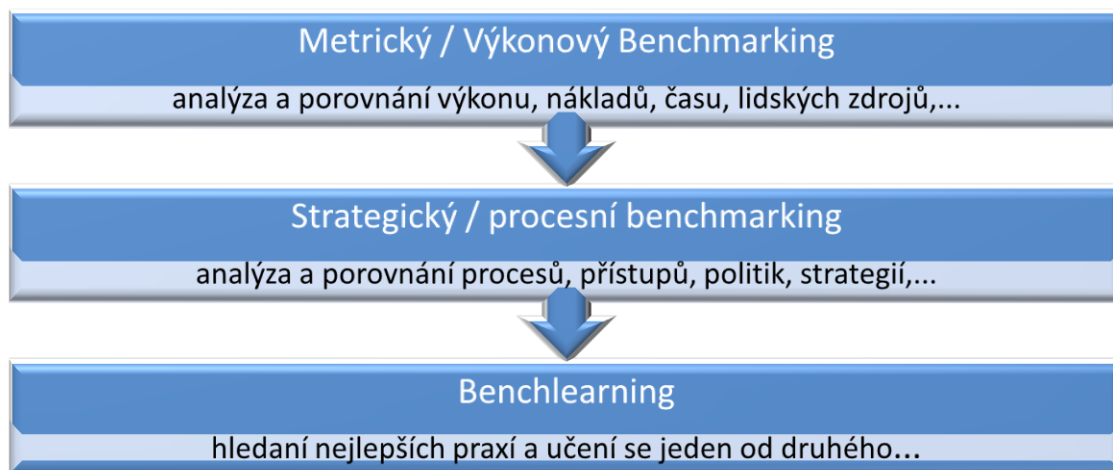 Metrický / Výkonový Benchmarking
analýza a porovnání výkonu, nákladů, času, lidských zdrojů,...
Strategický / procesní benchmarking
analýza a porovnání procesů, přístupů, politik, strategií,...
Benchlearning
hledaní nejlepších praxí a učení se jeden od druhého...